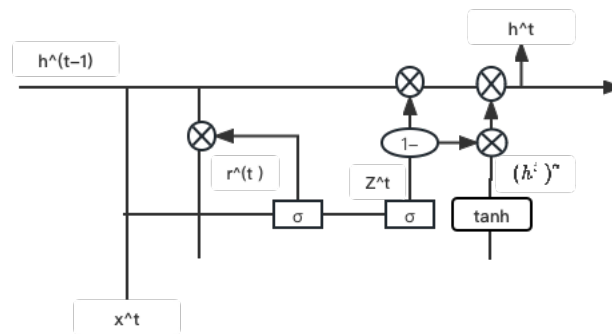 h^t
h^(t-1)
1-
r^(t )
Z^t
σ
σ
tanh
x^t